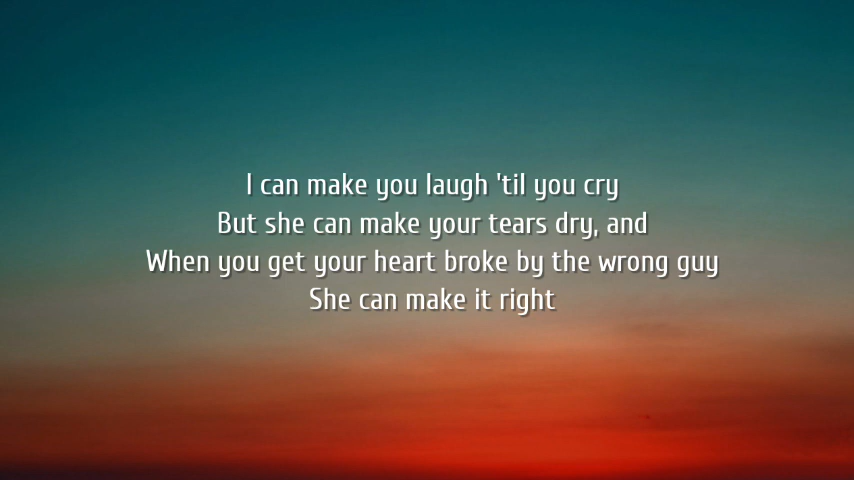 I can make you laugh 'til you cry
But she can make your tears dry, and
When you get your heart broke by the wrong guy
She can make it right